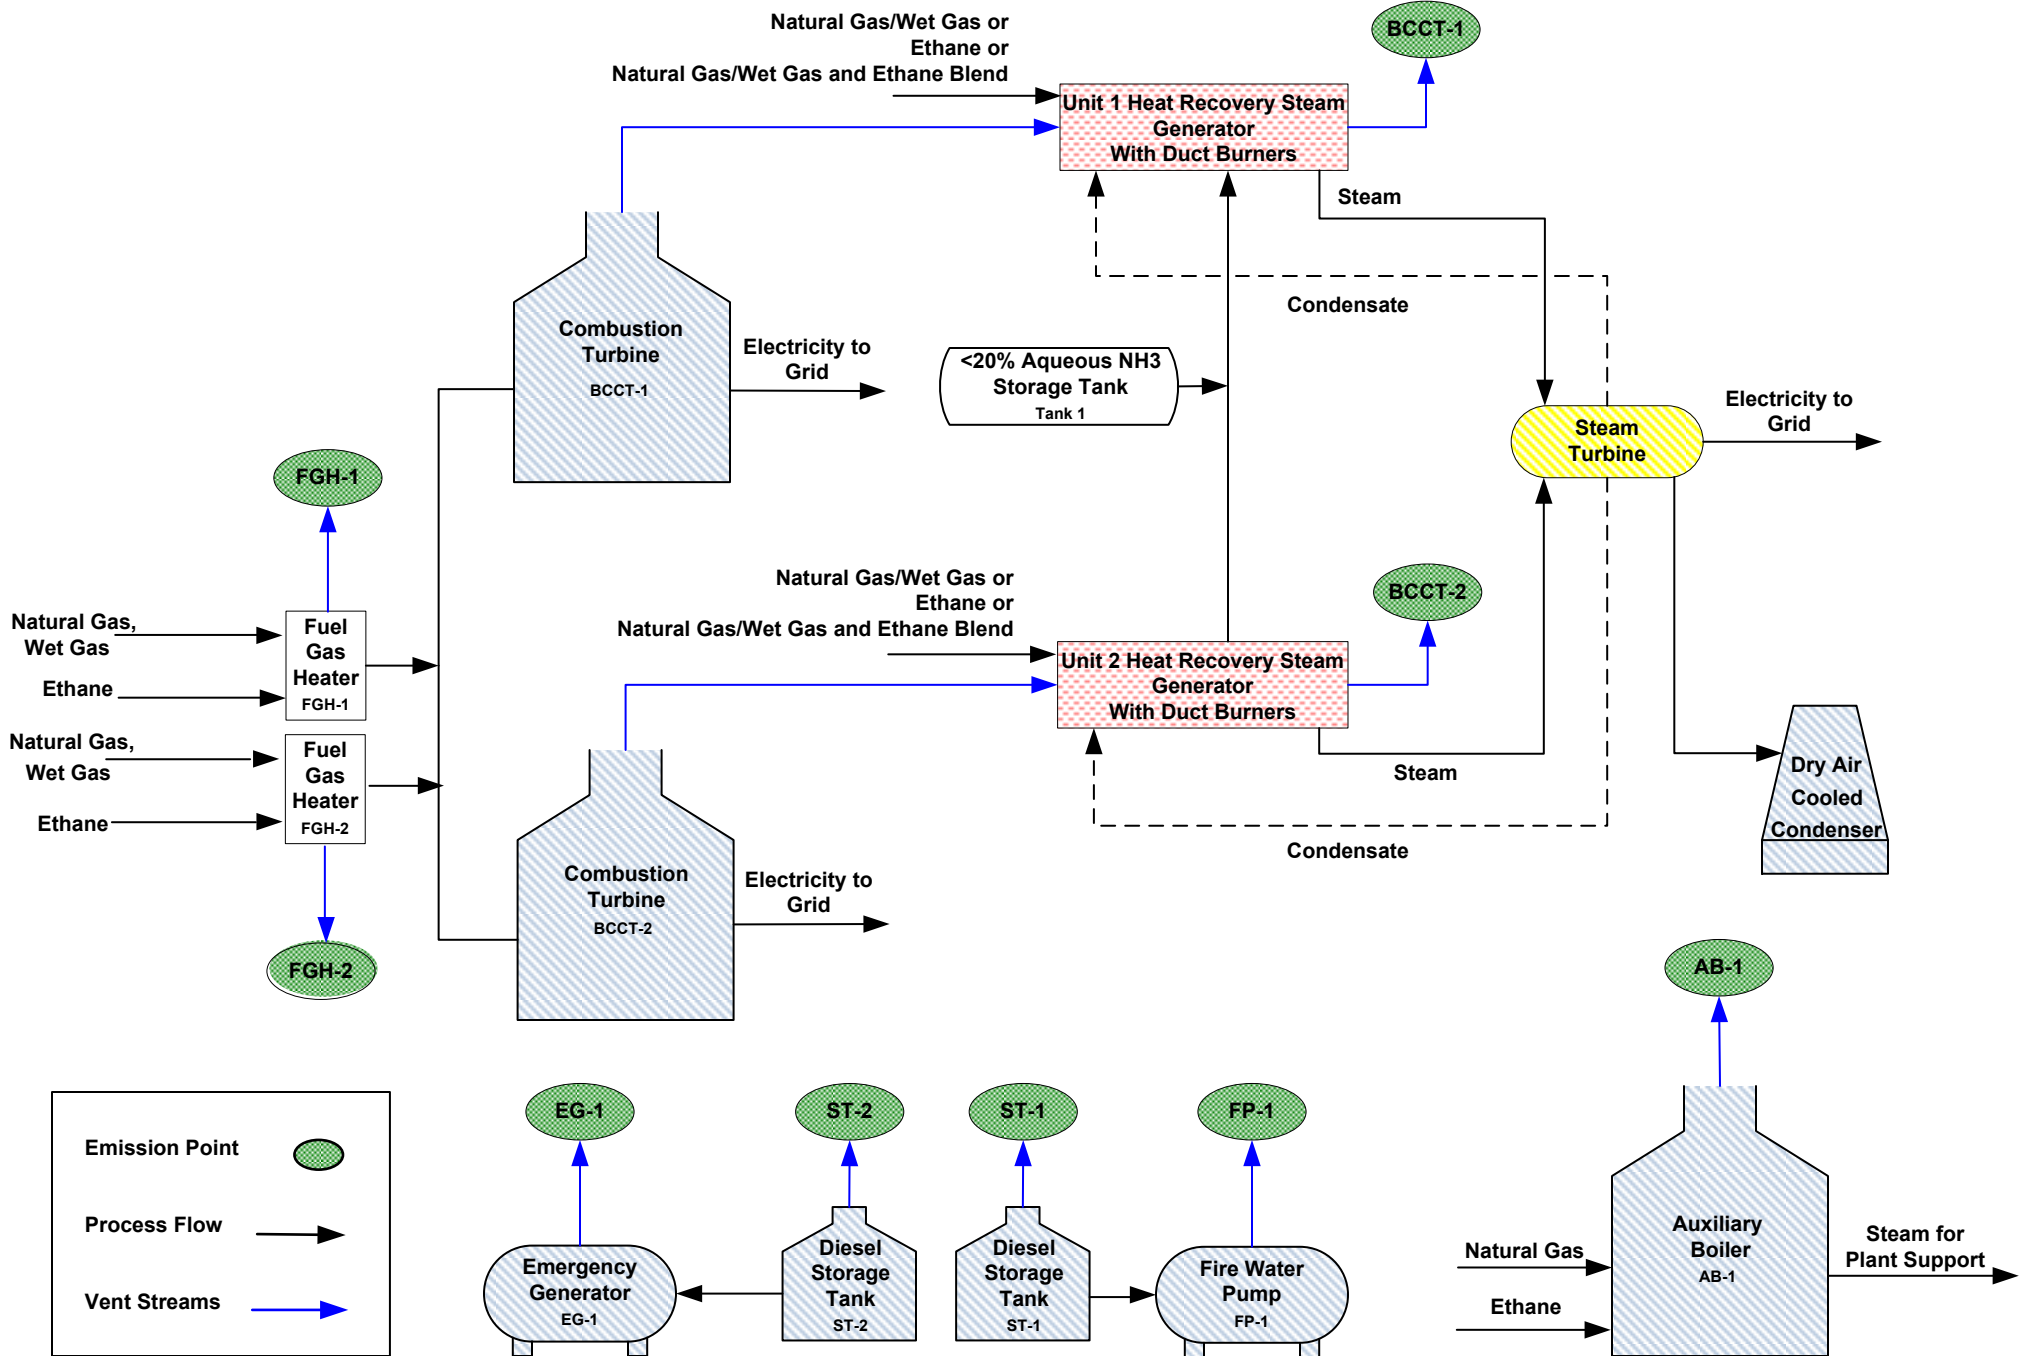 Natural Gas/Wet Gas or
Ethane or
Natural Gas/Wet Gas and Ethane Blend
BCCT-1
Unit 1 Heat Recovery Steam
Generator
With Duct Burners
Steam
Condensate
Combustion
Turbine
BCCT-1
Electricity to
Grid
<20% Aqueous NH3
Storage Tank
Tank 1
Steam
Turbine
Electricity to
Grid
FGH-1
Natural Gas,
Wet Gas
Ethane
Fuel
Gas
Heater
FGH-1
Natural Gas,
Wet Gas
Ethane
Fuel
Gas
Heater
FGH-2
FGH-2
Natural Gas/Wet Gas or
Ethane or
Natural Gas/Wet Gas and Ethane Blend
BCCT-2
Unit 2 Heat Recovery Steam
Generator
With Duct Burners
Steam
Condensate
Combustion
Turbine
BCCT-2
Electricity to
Grid
Dry Air
Cooled
Condenser
AB-1
Emission Point
Process Flow
Vent Streams
EG-1
ST-2
ST-1
FP-1
Emergency
Generator
EG-1
Diesel
Storage
Tank
ST-2
Diesel
Storage
Tank
ST-1
Fire Water
Pump
FP-1
Natural Gas
Ethane
Auxiliary
Boiler
AB-1
Steam for
Plant Support